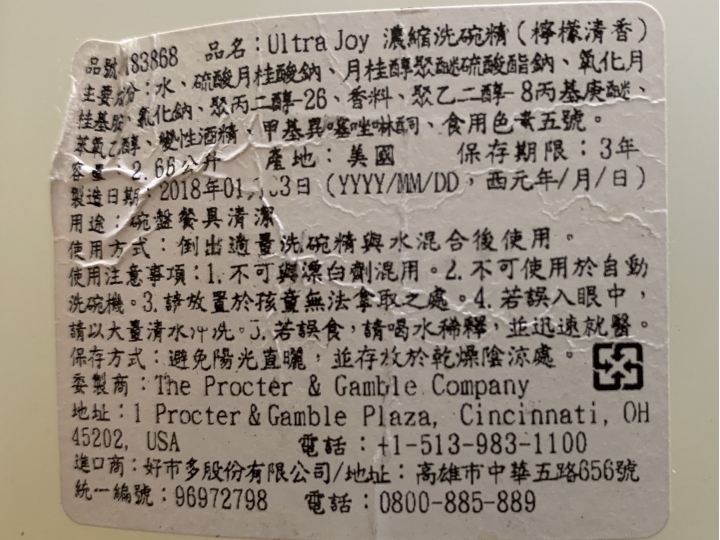 品號 83868 品名：Ultra Joy 濃縮洗碗精（檸檬清香）
主要成份：水、硫酸月桂酸鈉、月桂醇聚醚硫酸酯鈉、氧化月
桂基胺、氯化鈉、聚丙二醇-26、香料、聚乙二醇-8丙基庚醚、
苯氧乙醇、變性酒精、甲基異噻唑啉酮、食用色素五號。
容量：2.66公升 產地：美國 保存期限：3年
製造日期：2018年01月03日（YYYY/MM/DD，西元年/月/日）
用途：碗盤餐具清潔
使用方式：倒出適量洗碗精與水混合後使用。
使用注意事項：1.不可與漂白劑混用。2.不可使用於自動
洗碗機。3.請放置於孩童無法拿取之處。4.若誤入眼中，
請以大量清水沖洗。5.若誤食，請喝水稀釋，並迅速就醫。
保存方式：避免陽光直曬，並存放於乾燥陰涼處。
委製商：The Procter & Gamble Company
地址：1 Procter & Gamble Plaza, Cincinnati, OH
45202, USA 電話：+1-513-983-1100
進口商：好市多股份有限公司/地址：高雄市中華五路656號
統一編號：96972798 電話：0800-885-889